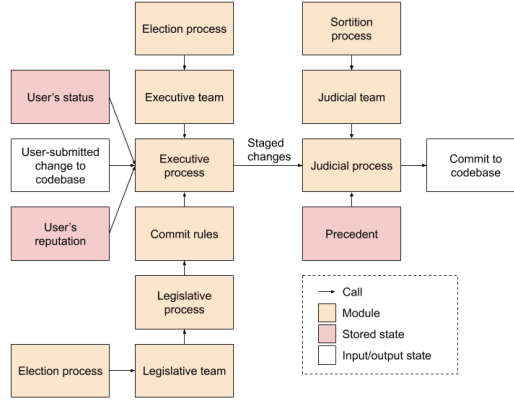 Election process
Sortition
process
User's status
Executive team
Judicial team
User-submitted
change to
codebase
Executive
process
Staged
changes
Judicial process
Commit to
codebase
User's
reputation
Commit rules
Precedent
Legislative
process
Call
Module
Stored state
Input/output state
Election process
Legislative team